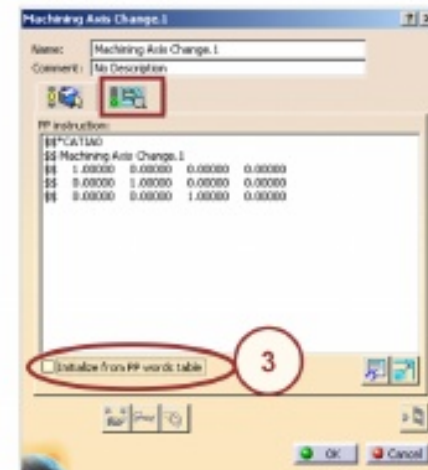 Machining Axis Change.1
Name: Machining Axis Change.1
Comment: No Description
PP instruction:
$$*CATIA0
$$ Machining Axis Change.1
$$ 1.00000 0.00000 0.00000 0.00000
$$ 0.00000 1.00000 0.00000 0.00000
$$ 0.00000 0.00000 1.00000 0.00000
Initialize from PP words table
3
OK Cancel